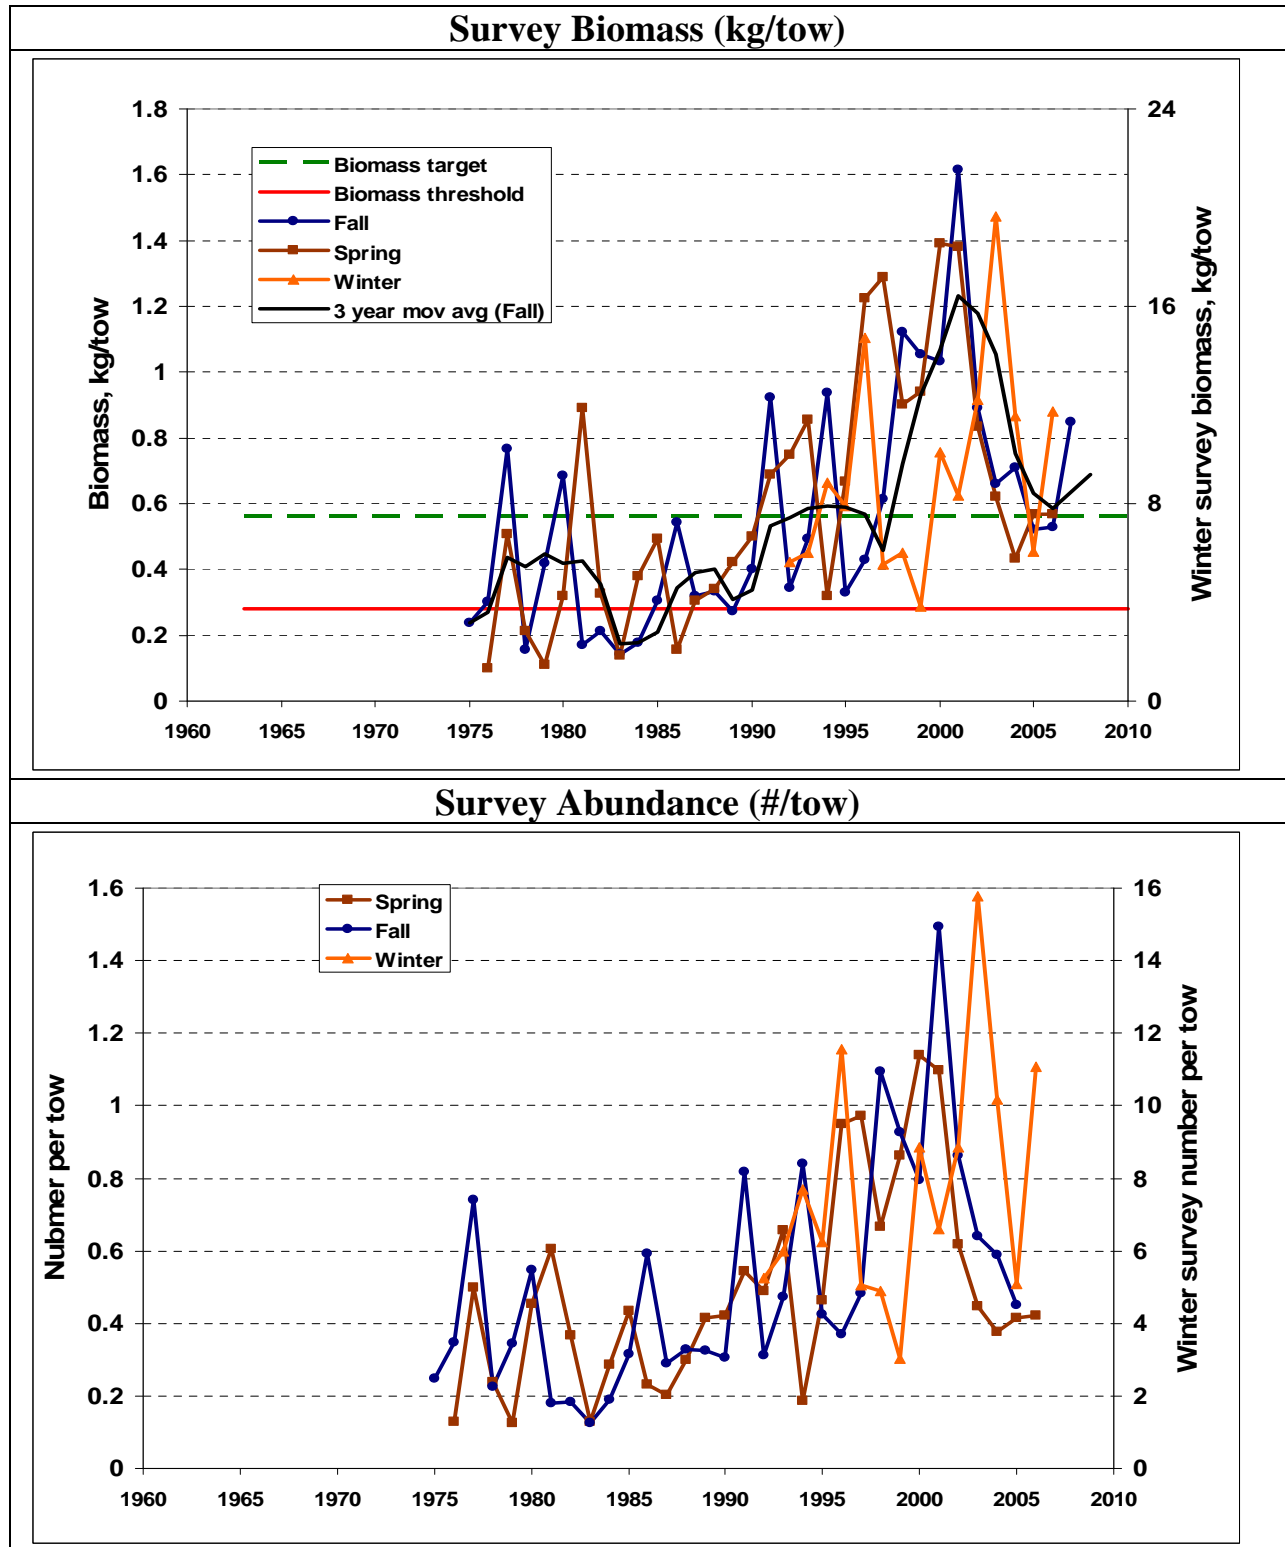 Survey Biomass (kg/tow)
1.8
1.6
1.4
1.2
1
0.8
0.6
0.4
0.2
0
Biomass, kg/tow
Biomass target
Biomass threshold
Fall
Spring
Winter
3 year mov avg (Fall)
24
16
8
0
Winter survey biomass, kg/tow
1960 1965 1970 1975 1980 1985 1990 1995 2000 2005 2010
Survey Abundance (#/tow)
1.6
1.4
1.2
1
0.8
0.6
0.4
0.2
0
Nubmer per tow
Spring
Fall
Winter
16
14
12
10
8
6
4
2
0
Winter survey number per tow
1960 1965 1970 1975 1980 1985 1990 1995 2000 2005 2010